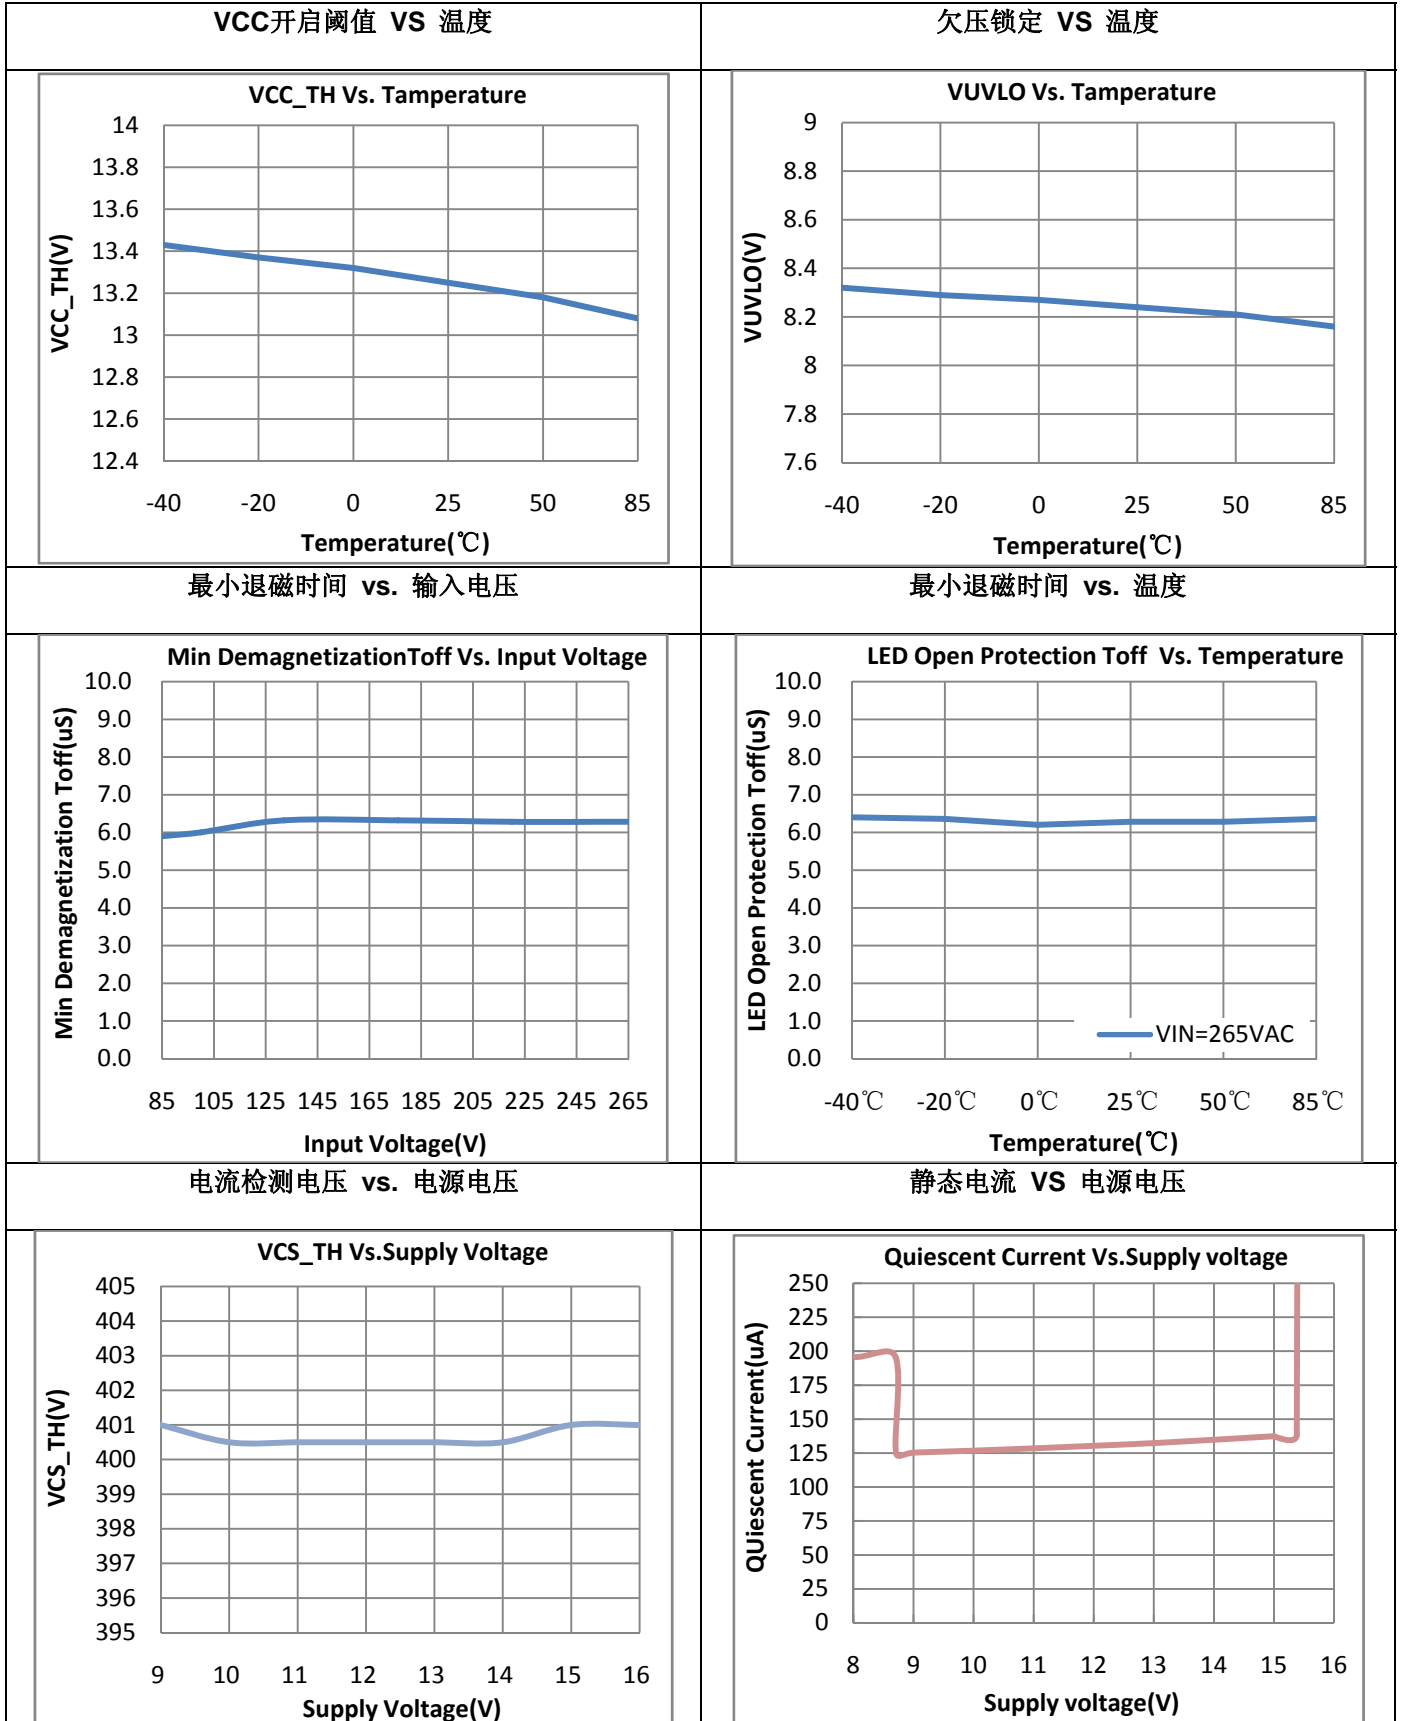 VCC开启阈值 VS 温度
欠压锁定 VS 温度
VCC_TH Vs. Tamperature
14
13.8
13.6
13.4
13.2
13
12.8
12.6
12.4
VCC_TH(V)
-40 -20 0 25 50 85
Temperature(℃)
VUVLO Vs. Tamperature
9
8.8
8.6
8.4
8.2
8
7.8
7.6
VUVLO(V)
-40 -20 0 25 50 85
Temperature(℃)
最小退磁时间 vs. 输入电压
最小退磁时间 vs. 温度
Min DemagnetizationToff Vs. Input Voltage
10.0
9.0
8.0
7.0
6.0
5.0
4.0
3.0
2.0
1.0
0.0
Min Demagnetization Toff(uS)
85 105 125 145 165 185 205 225 245 265
Input Voltage(V)
LED Open Protection Toff Vs. Temperature
10.0
9.0
8.0
7.0
6.0
5.0
4.0
3.0
2.0
1.0
0.0
LED Open Protection Toff(uS)
VIN=265VAC
-40℃ -20℃ 0℃ 25℃ 50℃ 85℃
Temperature(℃)
电流检测电压 vs. 电源电压
静态电流 VS 电源电压
VCS_TH Vs.Supply Voltage
405
404
403
402
401
400
399
398
397
396
395
VCS_TH(V)
9 10 11 12 13 14 15 16
Supply Voltage(V)
Quiescent Current Vs.Supply voltage
250
225
200
175
150
125
100
75
50
25
0
QUiescent Current(uA)
8 9 10 11 12 13 14 15 16
Supply voltage(V)